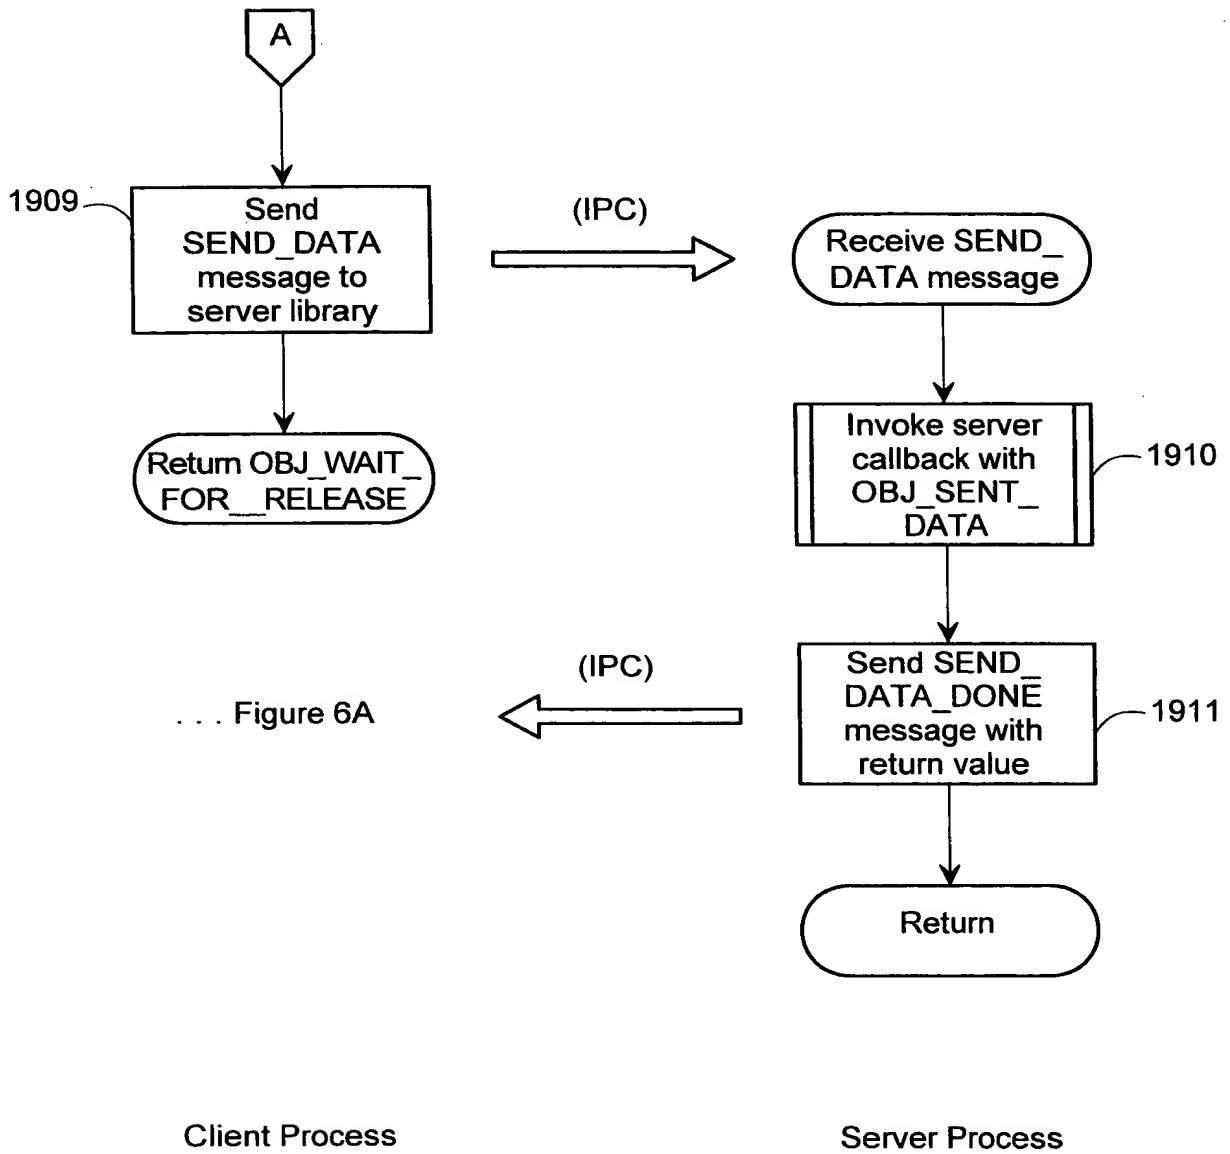 A
1909
Send
SEND_DATA
message to
server library
(IPC)
Receive SEND_
DATA message
Return OBJ_WAIT_
FOR__RELEASE
Invoke server
callback with
OBJ_SENT_
DATA
1910
(IPC)
. . . Figure 6A
Send SEND_
DATA_DONE
message with
return value
1911
Return
Client Process
Server Process